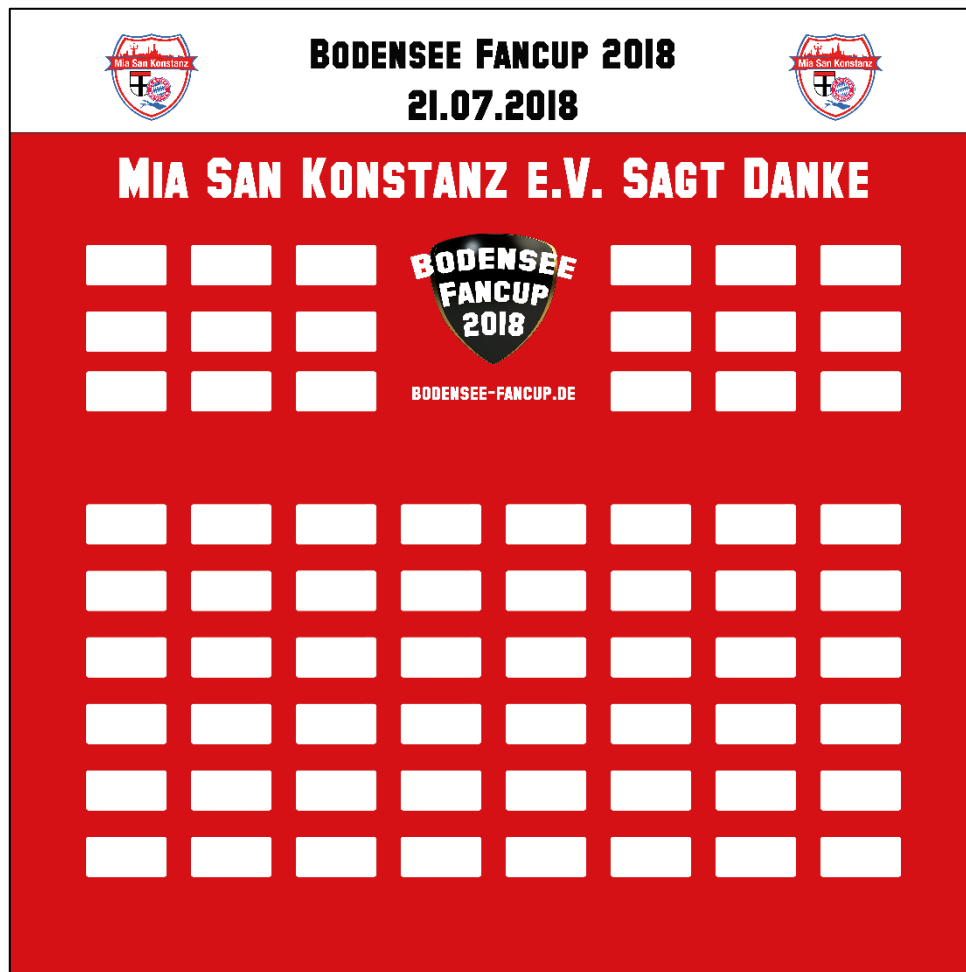 Bodensee Fancup 2018
21.07.2018
Mia San Konstanz
Mia San Konstanz
Mia San Konstanz e.V. Sagt Danke
Bodensee
Fancup
2018
bodensee-fancup.de